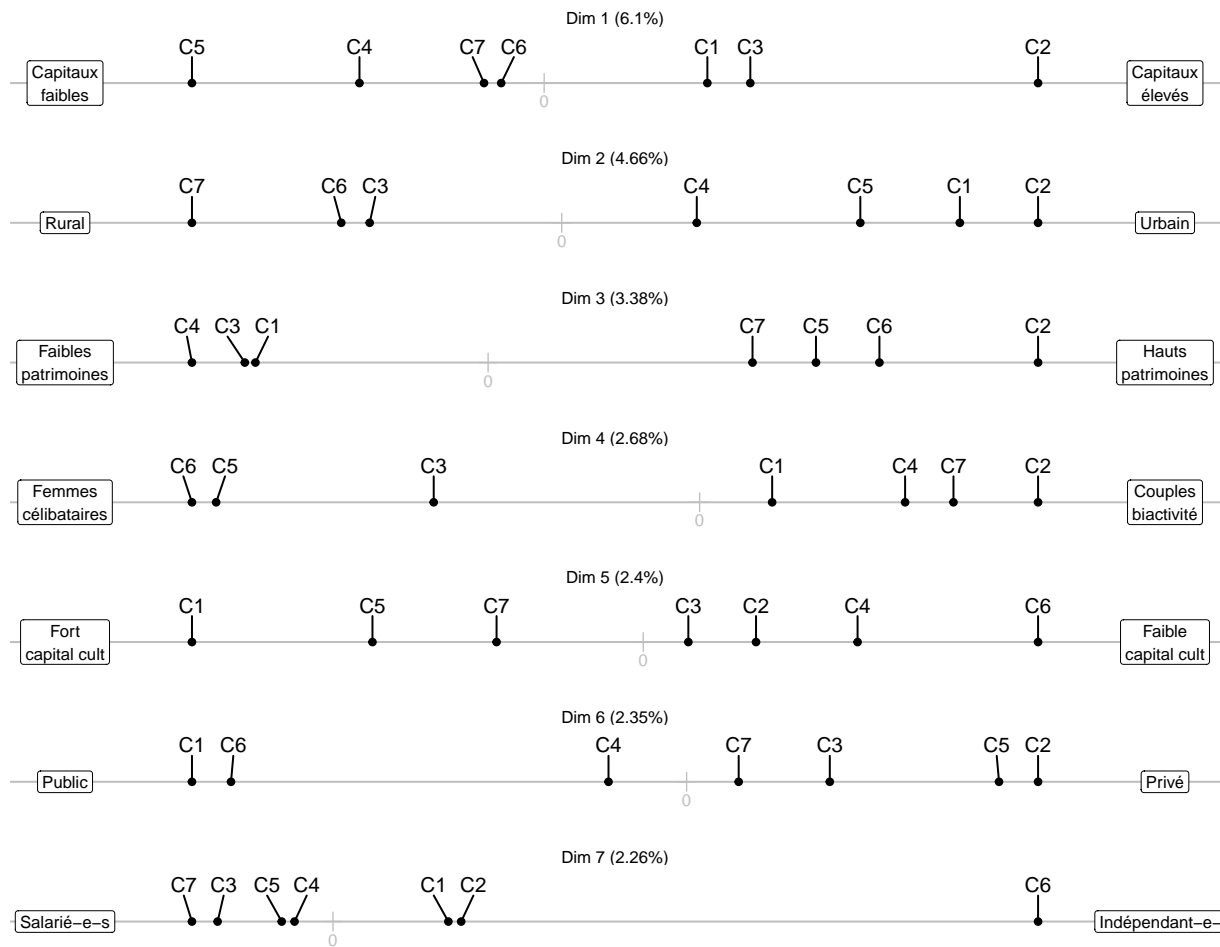 Dim 1 (6.1%)
C5 C4 C7 C6 C1 C3 C2
Capitaux
faibles
Capitaux
élevés
0
Dim 2 (4.66%)
C7 C6 C3 C4 C5 C1 C2
Rural
Urbain
0
Dim 3 (3.38%)
C4 C3 C1 C7 C5 C6 C2
Faibles
patrimoines
Hauts
patrimoines
0
Dim 4 (2.68%)
C6 C5 C3 C1 C4 C7 C2
Femmes
célibataires
Couples
biactivité
0
Dim 5 (2.4%)
C1 C5 C7 C3 C2 C4 C6
Fort
capital cult
Faible
capital cult
0
Dim 6 (2.35%)
C1 C6 C4 C7 C3 C5 C2
Public
Privé
0
Dim 7 (2.26%)
C7 C3 C5 C4 C1 C2 C6
Salarié−e−s
Indépendant−e−
0